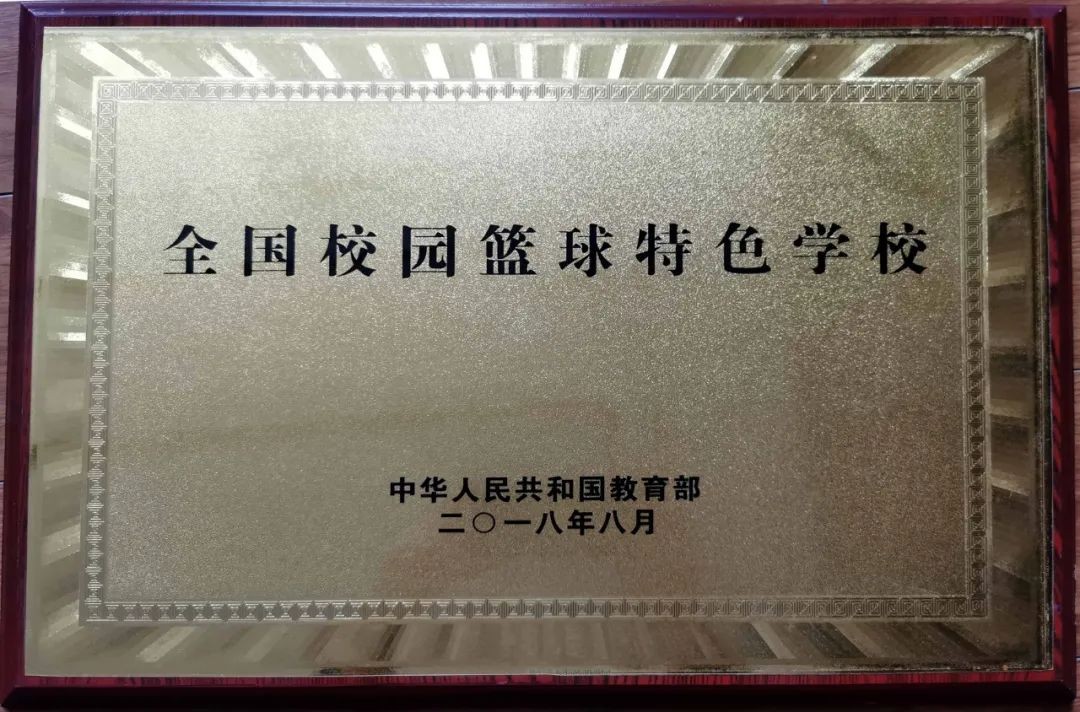 全国校园篮球特色学校
中华人民共和国教育部
二〇一八年八月